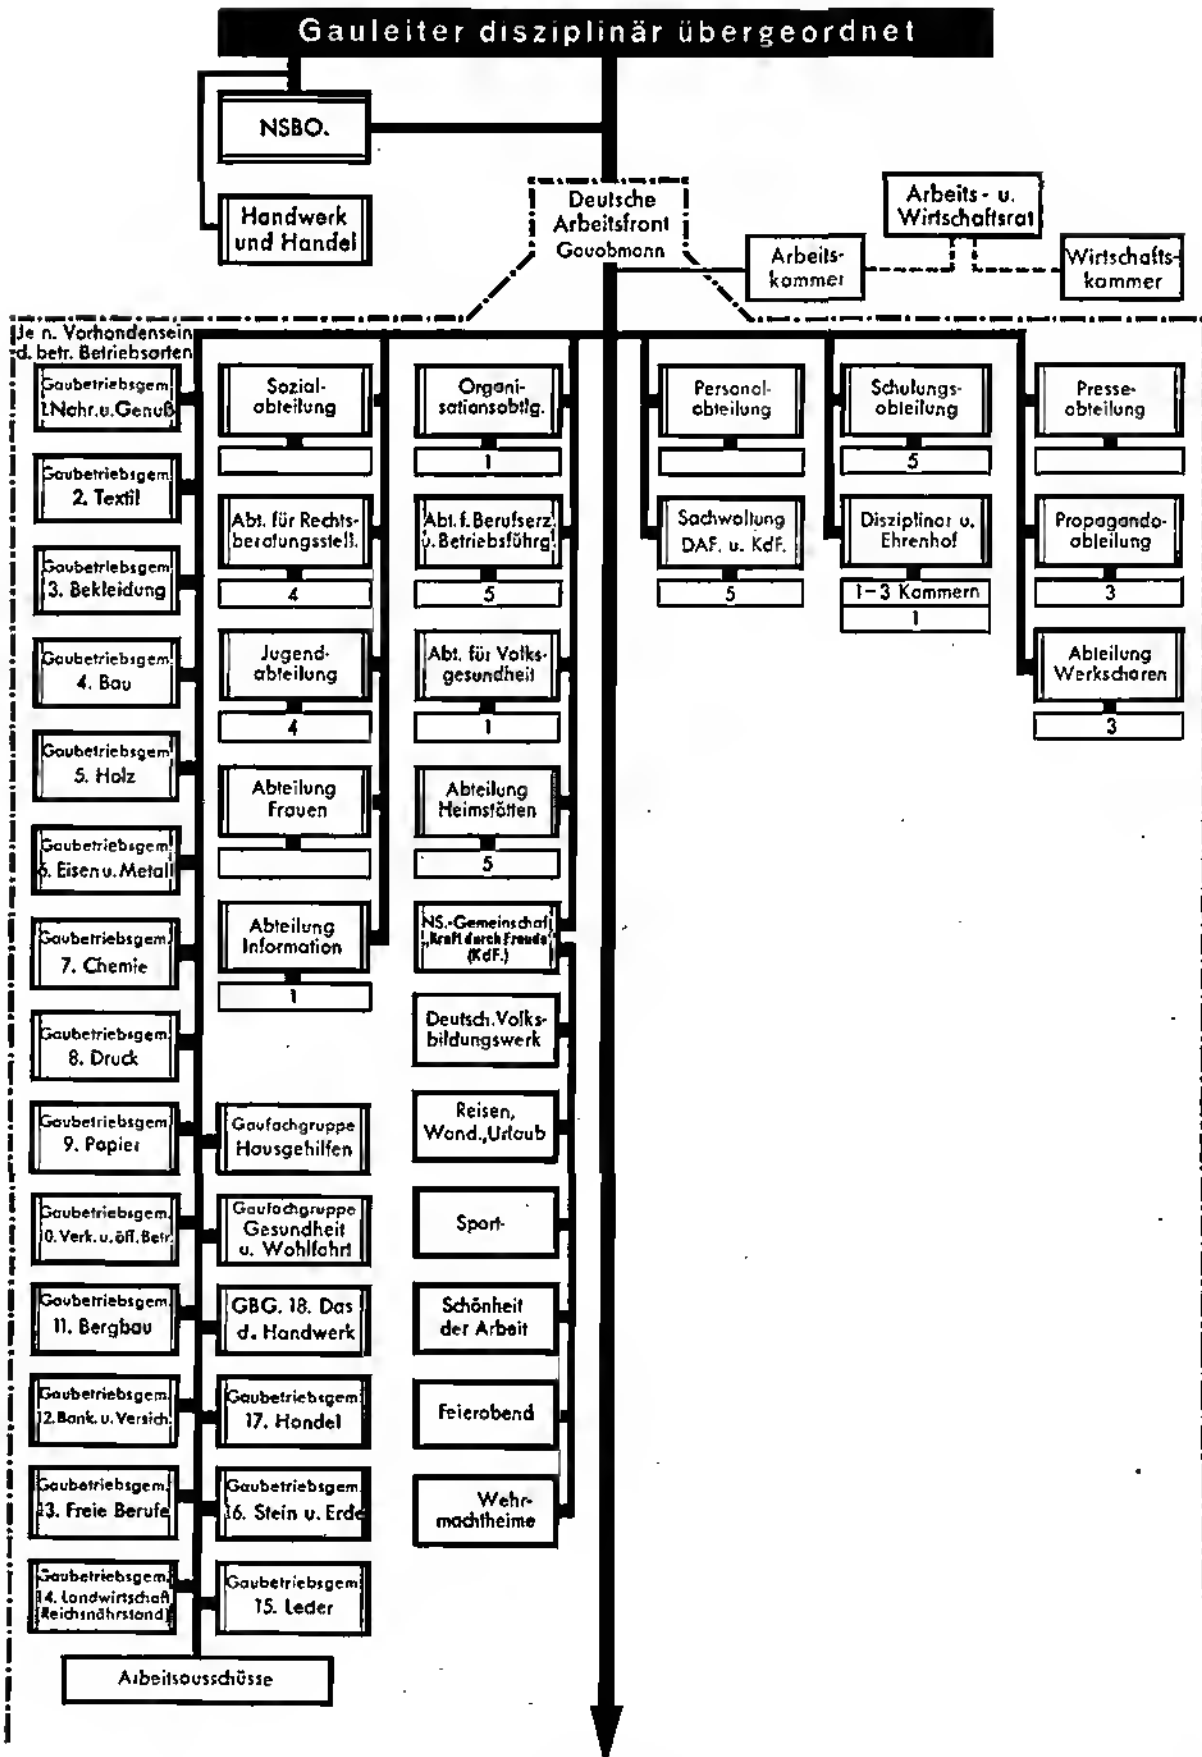 Gauleiter disziplinär übergeordnet
NSBO.
Handwerk
und Handel
Deutsche
Arbeitsfront
Gauobmann
Arbeits- u.
Wirtschaftsrat
Arbeits-
kammer
Wirtschafts-
kammer
Je n. Vorhandensein
d. betr. Betriebsarten
Gaubetriebsgem.
1. Nahr. u. Genuß
Gaubetriebsgem.
2. Textil
Gaubetriebsgem.
3. Bekleidung
Gaubetriebsgem.
4. Bau
Gaubetriebsgem.
5. Holz
Gaubetriebsgem.
6. Eisen u. Metall
Gaubetriebsgem.
7. Chemie
Gaubetriebsgem.
8. Druck
Gaubetriebsgem.
9. Papier
Gaubetriebsgem.
10. Verk. u. öff. Betr.
Gaubetriebsgem.
11. Bergbau
Gaubetriebsgem.
12. Bank. u. Versich.
Gaubetriebsgem.
13. Freie Berufe
Gaubetriebsgem.
14. Landwirtschaft
(Reichsnährstand)
Sozial-
abteilung
Abt. für Rechts-
beratungsstell.
4
Jugend-
abteilung
4
Abteilung
Frauen
Abteilung
Information
1
Gaufachgruppe
Hausgehilfen
Gaufachgruppe
Gesundheit
u. Wohlfahrt
GBG. 18. Das
d. Handwerk
Gaubetriebsgem.
17. Handel
Gaubetriebsgem.
16. Stein u. Erde
Gaubetriebsgem.
15. Leder
Arbeitsausschüsse
Organi-
sationsabtlg.
1
Abt. f. Berufserz.
u. Betriebsführg.
5
Abt. für Volks-
gesundheit
1
Abteilung
Heimstätten
5
NS.-Gemeinschaft
„Kraft durch Freude“
(KdF.)
Deutsch. Volks-
bildungswerk
Reisen,
Wand., Urlaub
Sport-
Schönheit
der Arbeit
Feierabend
Wehr-
machtheime
Personal-
abteilung
Sachwaltung
DAF. u. KdF.
5
Schulungs-
abteilung
5
Disziplinar u.
Ehrenhof
1-3 Kammern
1
Presse-
abteilung
Propaganda-
abteilung
3
Abteilung
Werkscharen
3